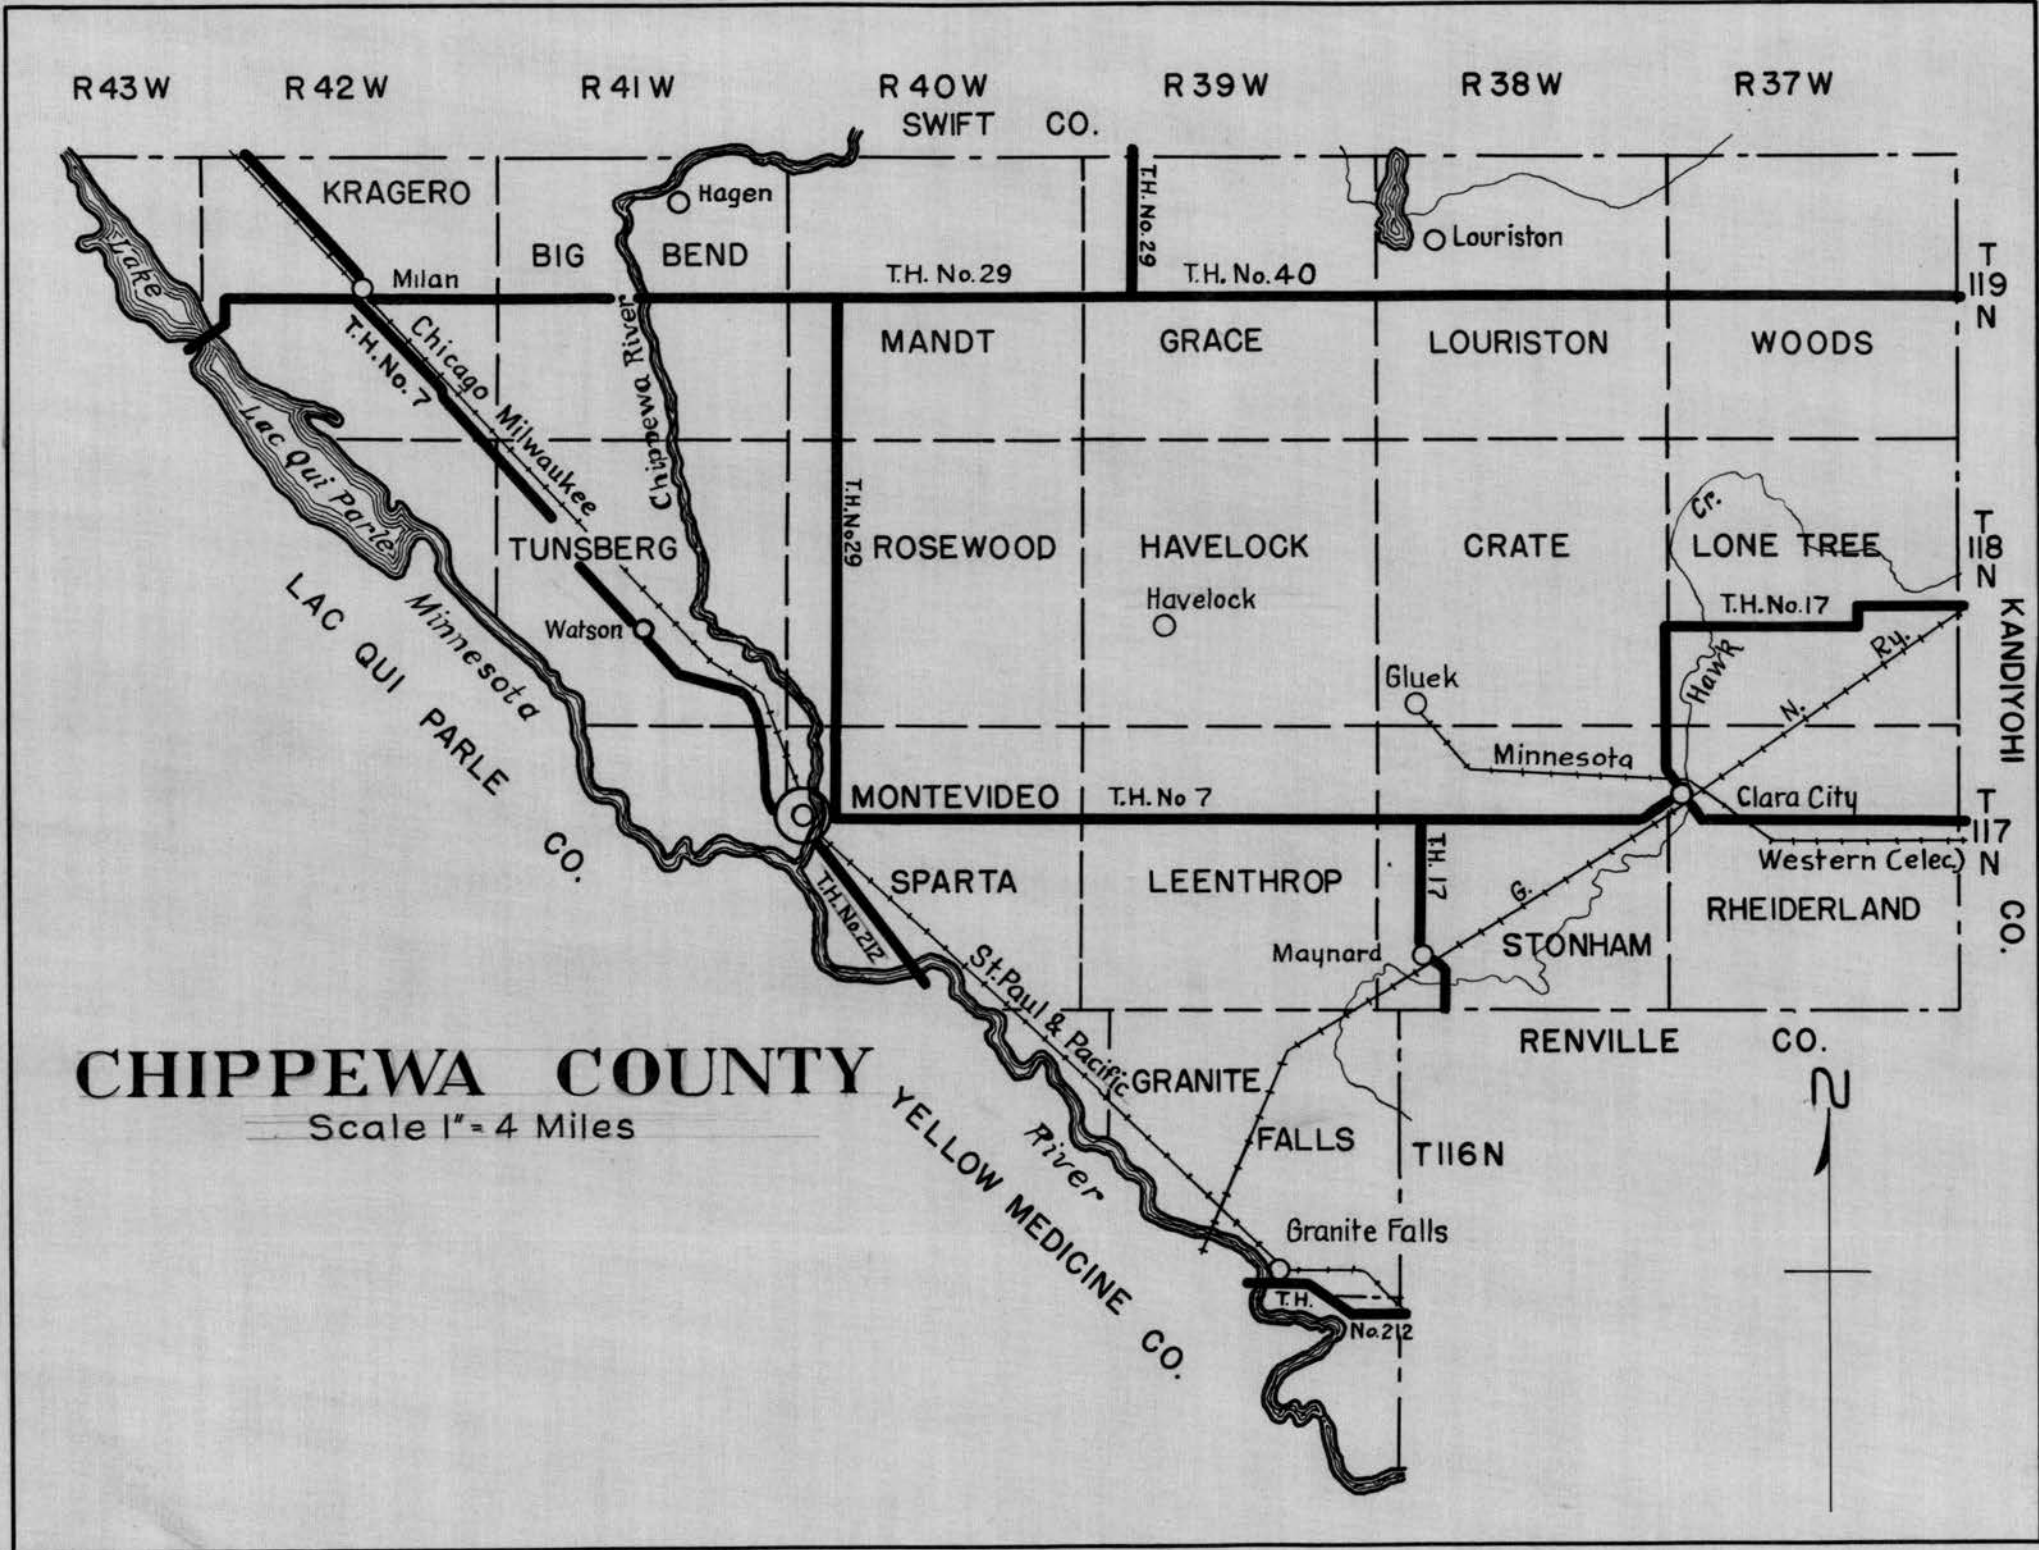 R43W R42W R41W R40W R39W R38W R37W
SWIFT CO.
KRAGERO
Hagen
T.H. No. 29
Louriston
BIG BEND
Lake
Milan
T.H. No. 29
T.H. No. 40
T
119
N
Chicago Milwaukee
T.H. No. 7
Chippewa River
MANDT
GRACE
LOURISTON
WOODS
Lac Qui Parle
T.H. No 29
Cr.
TUNSBERG
ROSEWOOD
HAVELOCK
CRATE
LONE TREE
T
118
N
LAC QUI PARLE CO.
Minnesota
Watson
Havelock
T.H. No. 17
KANDIYOHI CO.
Gluek
Hawk
Ry.
N.
Minnesota
MONTEVIDEO
T.H. No 7
Clara City
T
117
N
T.H. 17
Western (elec.)
T.H. No. 212
SPARTA
LEENTHROP
G.
RHEIDERLAND
Maynard
STONHAM
St. Paul & Pacific
RENVILLE CO.
CHIPPEWA COUNTY
Scale 1" = 4 Miles
GRANITE
FALLS
T116N
River
YELLOW MEDICINE CO.
N
Granite Falls
T.H.
No. 212